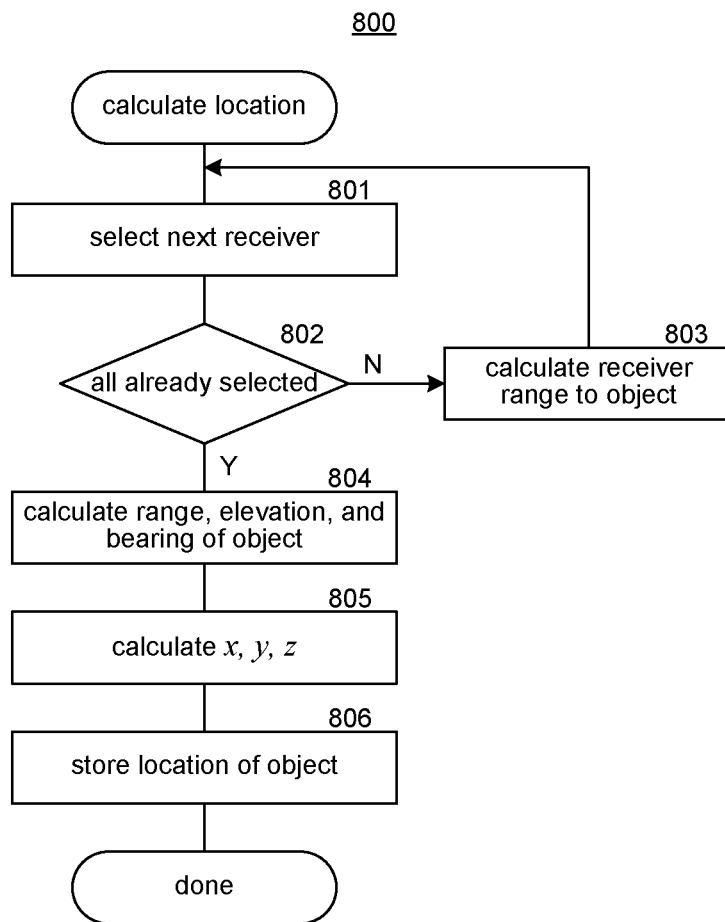 800
calculate location
801
select next receiver
802
all already selected
N
803
calculate receiver
range to object
Y
804
calculate range, elevation, and
bearing of object
805
calculate x, y, z
806
store location of object
done